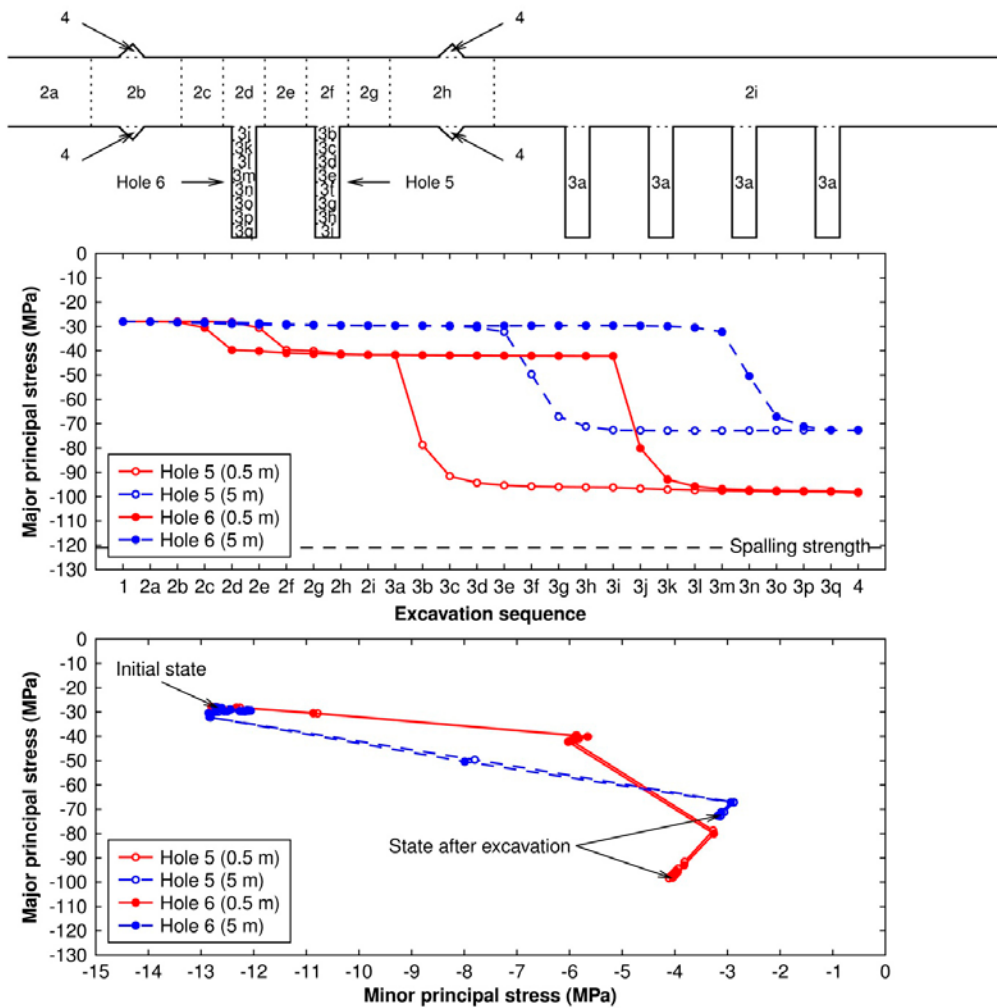 4 4
2a 2b 2c 2d 2e 2f 2g 2h 2i
3j 3b
3k 3c
3l 3d
4 3m 3e 4
Hole 6 3n 3f Hole 5 3a 3a 3a 3a
3o 3g
3p 3h
3q 3i
0
-10
-20
-30
-40
-50
-60
-70
-80
-90
-100
-110
-120
-130
Major principal stress (MPa)
Hole 5 (0.5 m)
Hole 5 (5 m)
Hole 6 (0.5 m)
Hole 6 (5 m)
Spalling strength
1 2a 2b 2c 2d 2e 2f 2g 2h 2i 3a 3b 3c 3d 3e 3f 3g 3h 3i 3j 3k 3l 3m 3n 3o 3p 3q 4
Excavation sequence
0
-10
-20
-30
-40
-50
-60
-70
-80
-90
-100
-110
-120
-130
Major principal stress (MPa)
Initial state
State after excavation
Hole 5 (0.5 m)
Hole 5 (5 m)
Hole 6 (0.5 m)
Hole 6 (5 m)
-15 -14 -13 -12 -11 -10 -9 -8 -7 -6 -5 -4 -3 -2 -1 0
Minor principal stress (MPa)